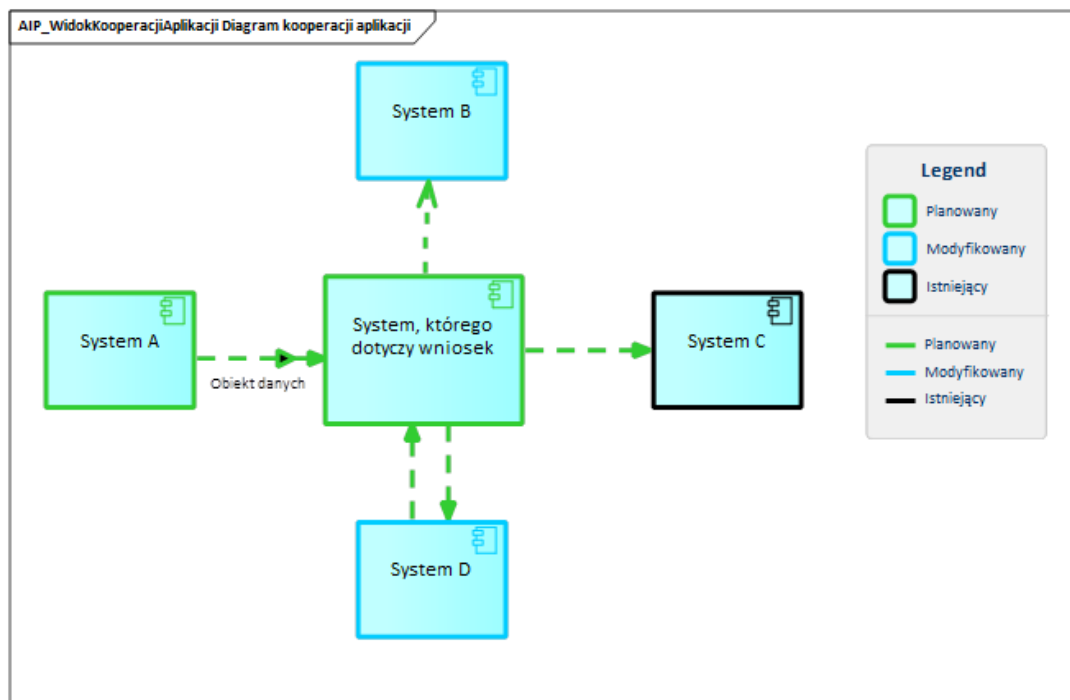 AIP_WidokKooperacjiAplikacji Diagram kooperacji aplikacji
System B
System A
Obiekt danych
System, którego
dotyczy wniosek
System C
System D
Legend
Planowany
Modyfikowany
Istniejący
Planowany
Modyfikowany
Istniejący